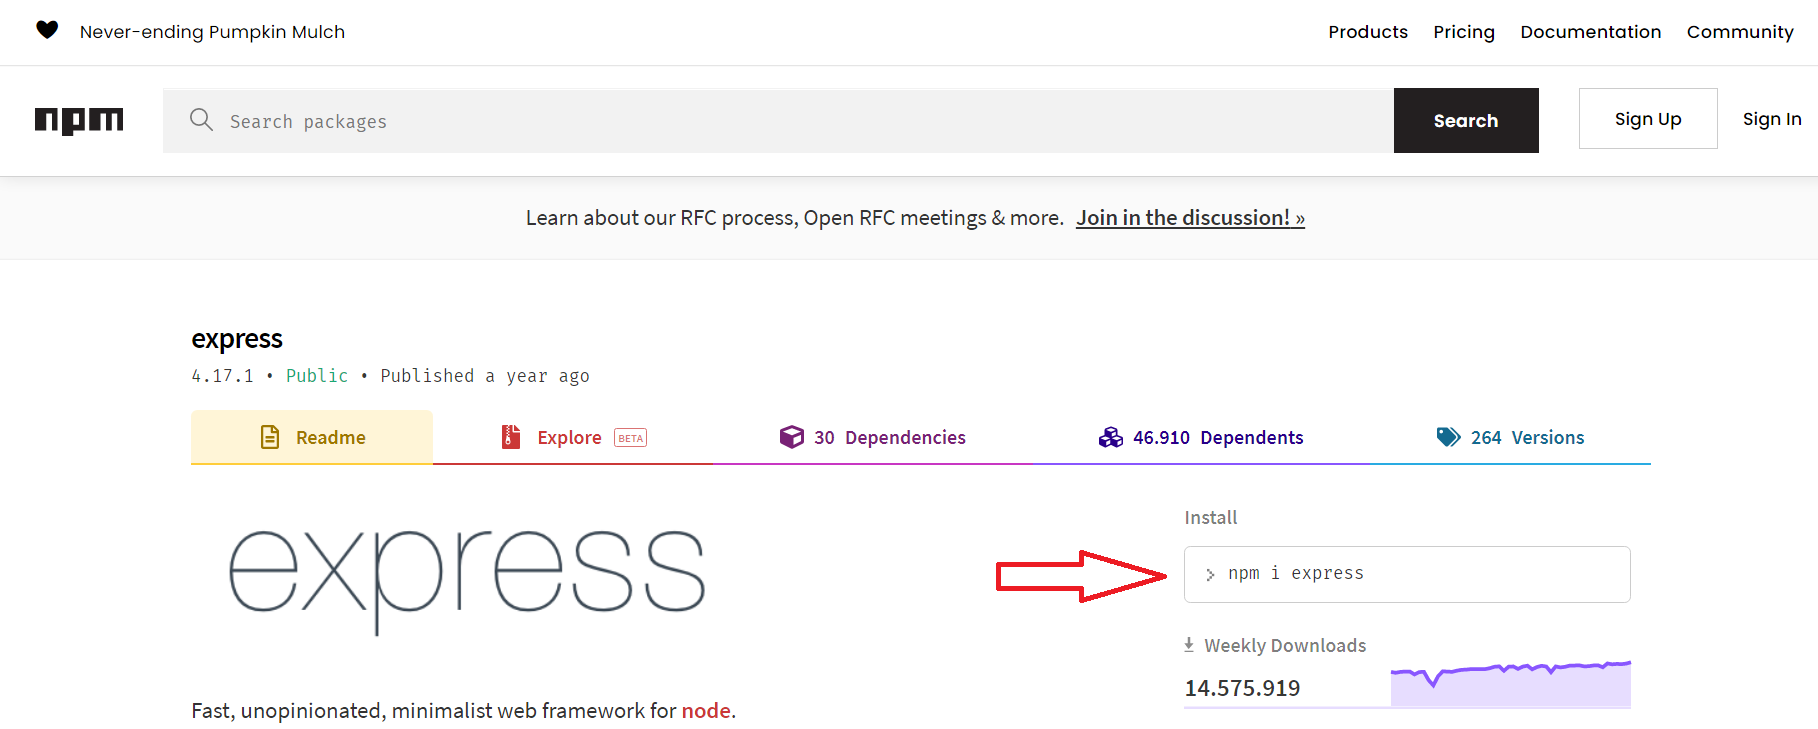 Never-ending Pumpkin Mulch
Products Pricing Documentation Community
npm
Search packages
Search
Sign Up
Sign In
Learn about our RFC process, Open RFC meetings & more. Join in the discussion! »
express
4.17.1 • Public • Published a year ago
Readme
Explore BETA
30 Dependencies
46.910 Dependents
264 Versions
express
Install
> npm i express
Weekly Downloads
14.575.919
Fast, unopinionated, minimalist web framework for node.